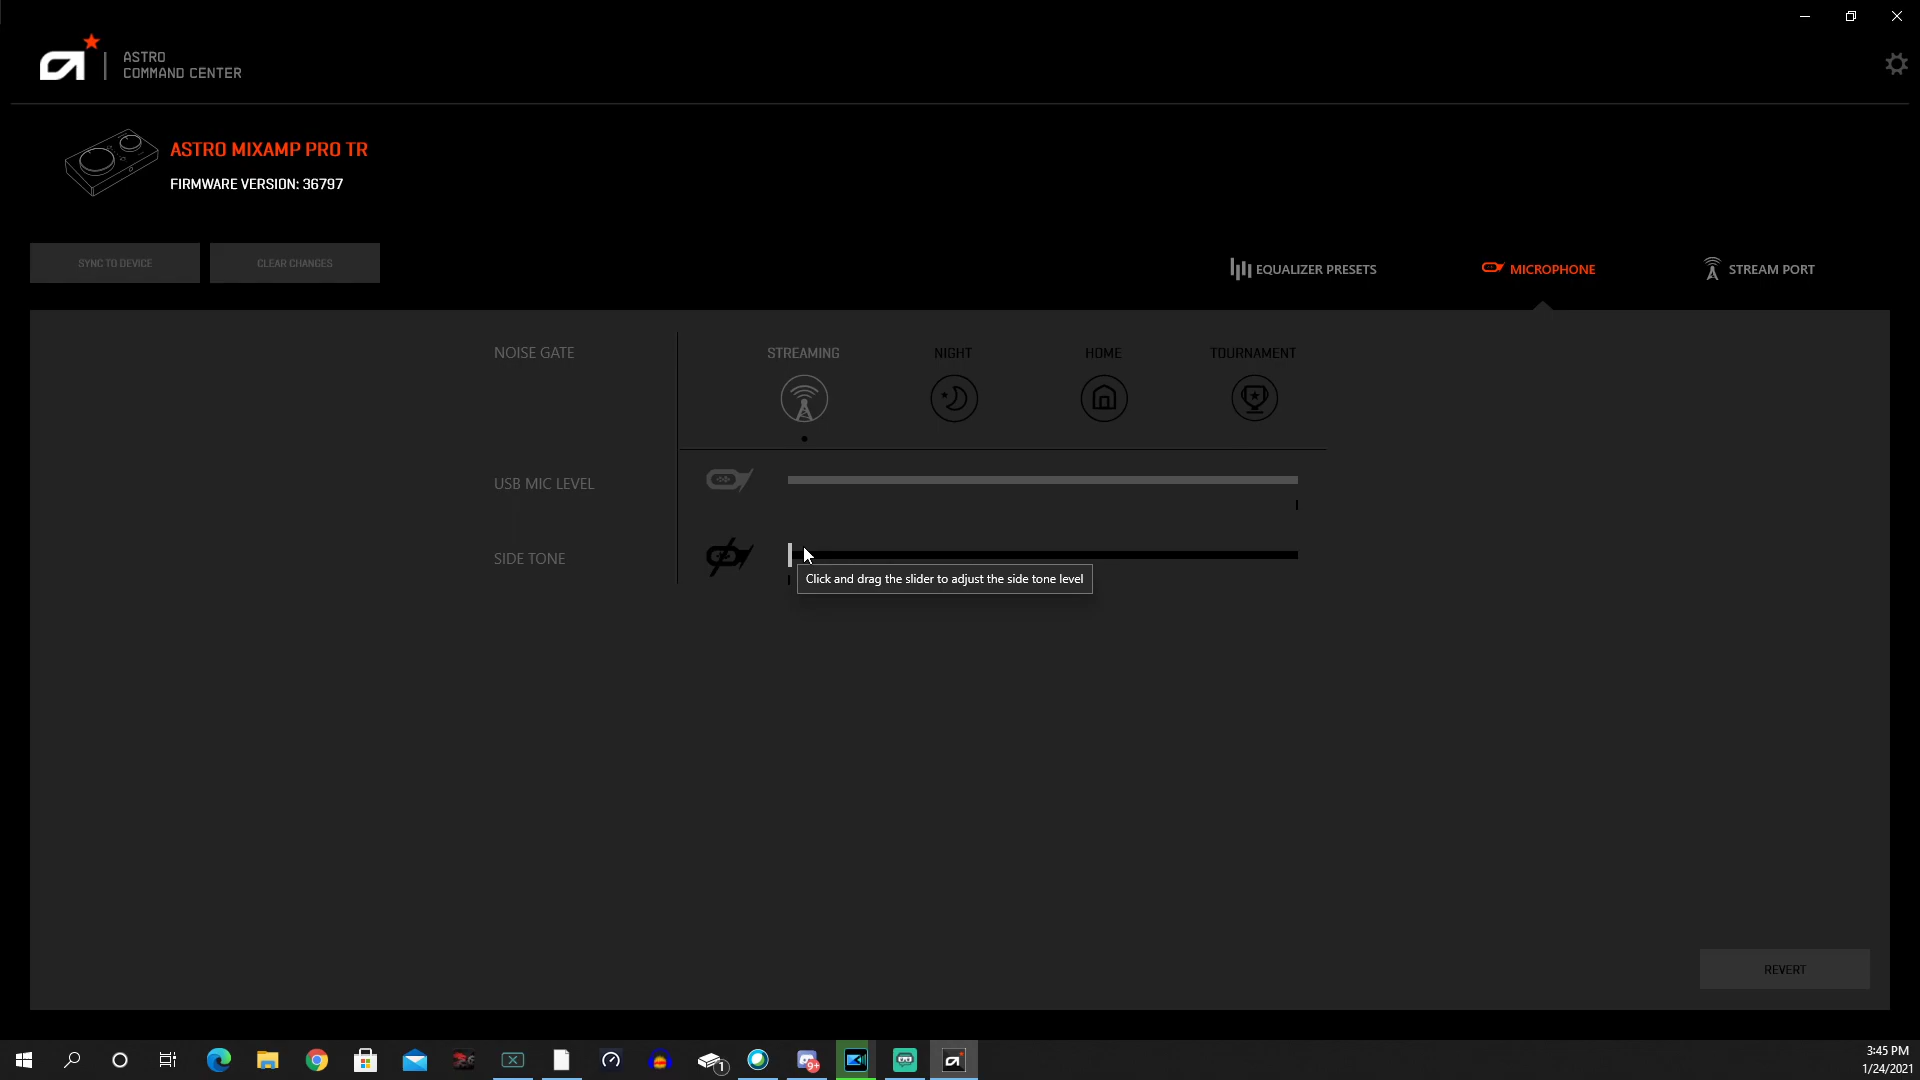 ASTRO
COMMAND CENTER
ASTRO MIXAMP PRO TR
FIRMWARE VERSION: 36797
SYNC TO DEVICE
CLEAR CHANGES
EQUALIZER PRESETS
MICROPHONE
STREAM PORT
NOISE GATE
STREAMING
NIGHT
HOME
TOURNAMENT
USB MIC LEVEL
SIDE TONE
Click and drag the slider to adjust the side tone level
REVERT
1
9+
3:45 PM
1/24/2021